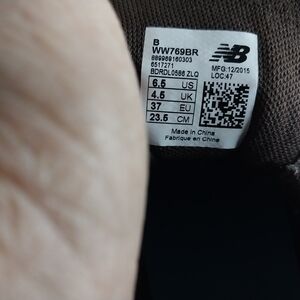 B
WW769BR
889969160303
6517271
BDRDL0586 ZLQ
NB
MFG:12/2015
LOC:47
6.5 US
4.5 UK
37 EU
23.5 CM
Made in China
Fabriqué en Chine